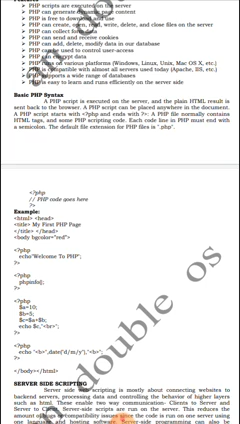 PHP scripts are executed on the server
PHP can generate dynamic page content
PHP is free to download and use
PHP can create, open, read, write, delete, and close files on the server
PHP can collect form data
PHP can send and receive cookies
PHP can add, delete, modify data in our database
PHP can be used to control user-access
PHP can encrypt data
PHP runs on various platforms (Windows, Linux, Unix, Mac OS X, etc.)
PHP is compatible with almost all servers used today (Apache, IIS, etc.)
PHP supports a wide range of databases
PHP is easy to learn and runs efficiently on the server side
Basic PHP Syntax
A PHP script is executed on the server, and the plain HTML result is
sent back to the browser. A PHP script can be placed anywhere in the document.
A PHP script starts with <?php and ends with ?>: A PHP file normally contains
HTML tags, and some PHP scripting code. Each code line in PHP must end with
a semicolon. The default file extension for PHP files is ".php".
<?php
// PHP code goes here
?>
Example:
<html> <head>
<title> My First PHP Page
</title> </head>
<body bgcolor="red">
<?php
echo"Welcome To PHP";
?>
<?php
phpinfo();
?>
<?php
$a=10;
$b=5;
$c=$a+$b;
echo $c,"<br>";
?>
<?php
echo "<b>",date("d/m/y"),"<b>";
?>
</body></html>
SERVER SIDE SCRIPTING
Server side web scripting is mostly about connecting websites to
backend servers, processing data and controlling the behavior of higher layers
such as html. These enable two way communication- Clients to Server and
Server to Client. Server-side scripts are run on the server. This reduces the
amount of compatibility issues since the code is run on one server using
one language and hosting software. Server-side programming can also be
double os